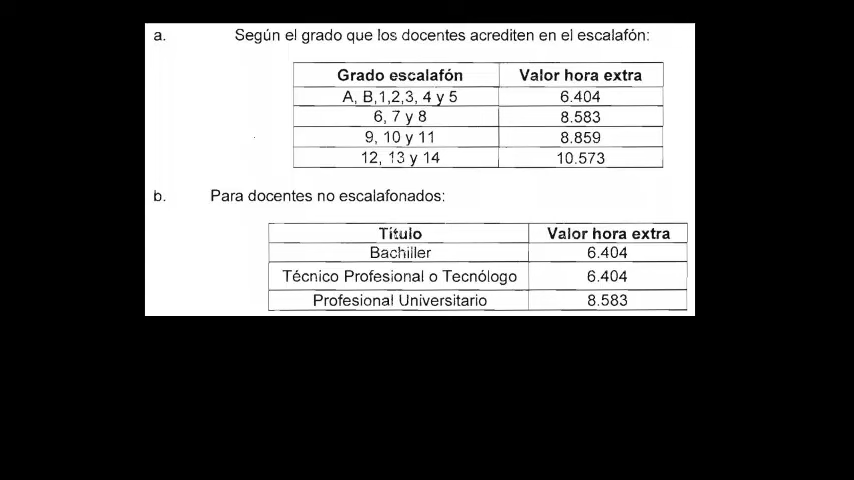 a. Según el grado que los docentes acrediten en el escalafón:
Grado escalafón Valor hora extra
A, B,1,2,3, 4 y 5 6.404
6, 7 y 8 8.583
9, 10 y 11 8.859
12, 13 y 14 10.573
b. Para docentes no escalafonados:
Título Valor hora extra
Bachiller 6.404
Técnico Profesional o Tecnólogo 6.404
Profesional Universitario 8.583